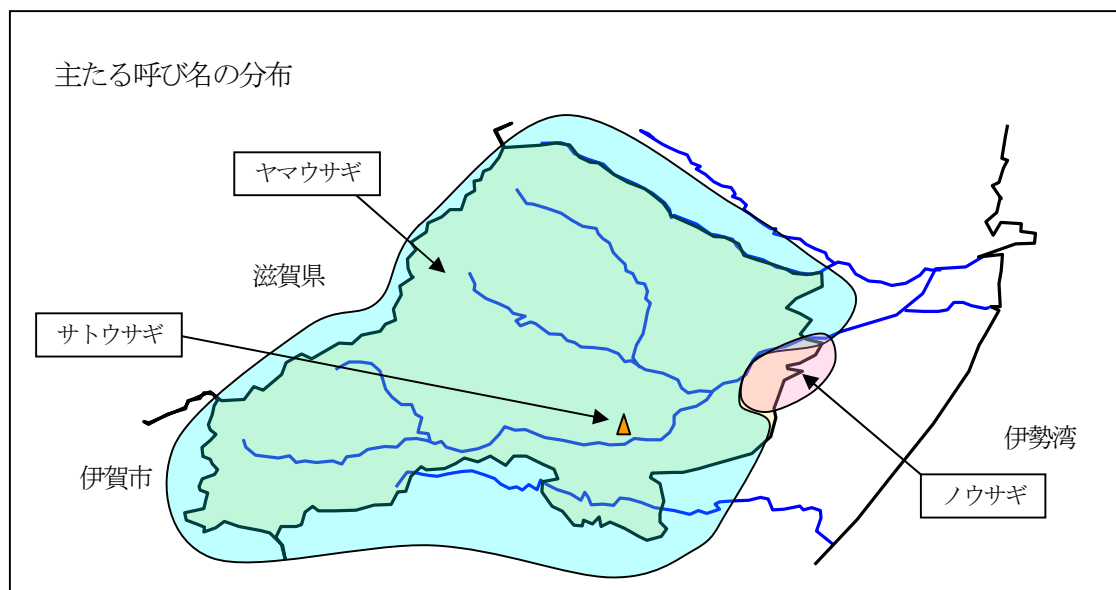 主たる呼び名の分布
ヤマウサギ
滋賀県
サトウサギ
伊勢湾
伊賀市
ノウサギ